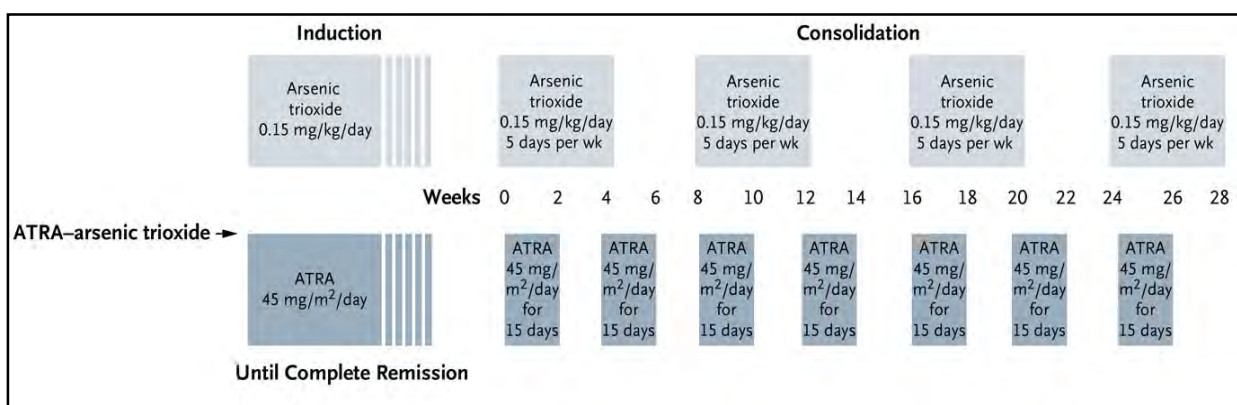 Induction
Consolidation
Arsenic
trioxide
0.15 mg/kg/day
Arsenic
trioxide
0.15 mg/kg/day
5 days per wk
Arsenic
trioxide
0.15 mg/kg/day
5 days per wk
Arsenic
trioxide
0.15 mg/kg/day
5 days per wk
Arsenic
trioxide
0.15 mg/kg/day
5 days per wk
Weeks 0 2 4 6 8 10 12 14 16 18 20 22 24 26 28
ATRA–arsenic trioxide
ATRA
45 mg/m²/day
ATRA
45 mg/
m²/day
for
15 days
ATRA
45 mg/
m²/day
for
15 days
ATRA
45 mg/
m²/day
for
15 days
ATRA
45 mg/
m²/day
for
15 days
ATRA
45 mg/
m²/day
for
15 days
ATRA
45 mg/
m²/day
for
15 days
ATRA
45 mg/
m²/day
for
15 days
Until Complete Remission